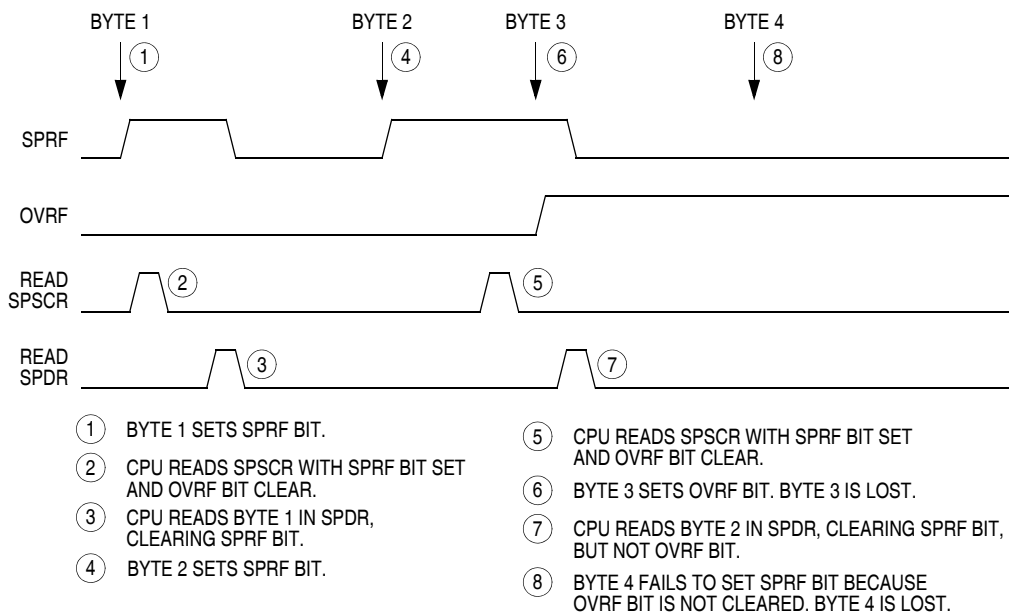 BYTE 1 BYTE 2 BYTE 3 BYTE 4
1 4 6 8
SPRF
OVRF
READ
SPSCR
2 5
READ
SPDR
3 7
1 BYTE 1 SETS SPRF BIT.
2 CPU READS SPSCR WITH SPRF BIT SET
AND OVRF BIT CLEAR.
3 CPU READS BYTE 1 IN SPDR,
CLEARING SPRF BIT.
4 BYTE 2 SETS SPRF BIT.
5 CPU READS SPSCR WITH SPRF BIT SET
AND OVRF BIT CLEAR.
6 BYTE 3 SETS OVRF BIT. BYTE 3 IS LOST.
7 CPU READS BYTE 2 IN SPDR, CLEARING SPRF BIT,
BUT NOT OVRF BIT.
8 BYTE 4 FAILS TO SET SPRF BIT BECAUSE
OVRF BIT IS NOT CLEARED. BYTE 4 IS LOST.